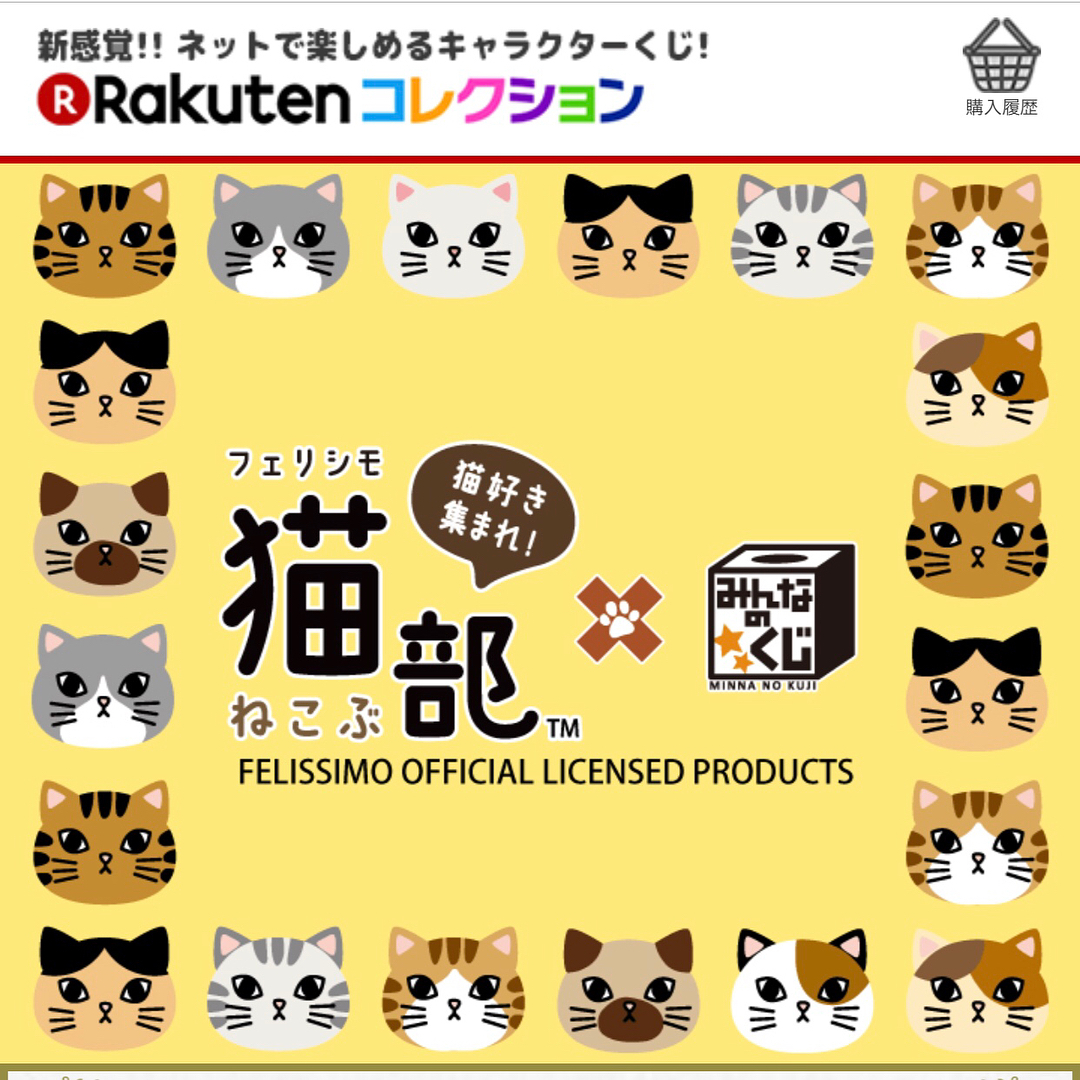 新感覚!! ネットで楽しめるキャラクターくじ!
R Rakuten コレクション
購入履歴
フェリシモ
猫部
ねこぶ
TM
猫好き
集まれ!
みんな
の
くじ
MINNA NO KUJI
FELISSIMO OFFICIAL LICENSED PRODUCTS